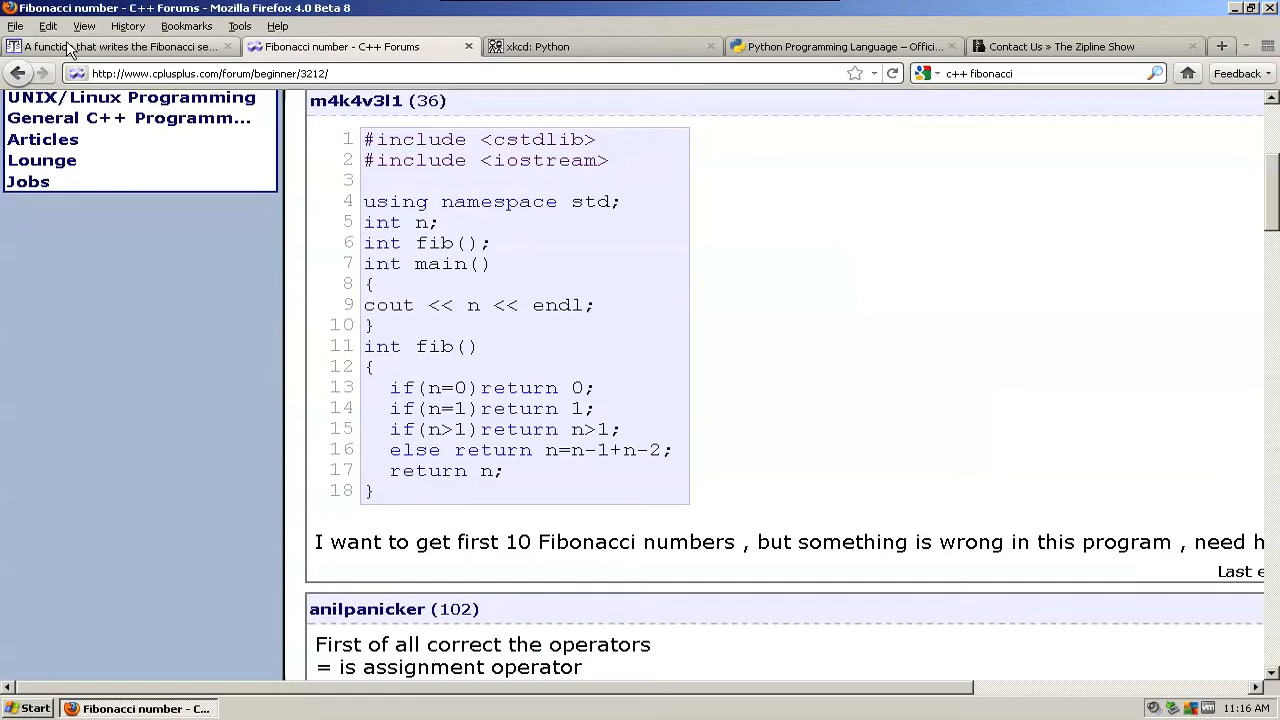 Fibonacci number - C++ Forums - Mozilla Firefox 4.0 Beta 8
File Edit View History Bookmarks Tools Help
A function that writes the Fibonacci se... Fibonacci number - C++ Forums xkcd: Python Python Programming Language – Offici... Contact Us » The Zipline Show
http://www.cplusplus.com/forum/beginner/3212/ c++ fibonacci Feedback
UNIX/Linux Programming
General C++ Programm...
Articles
Lounge
Jobs
m4k4v3l1 (36)
1 #include <cstdlib>
2 #include <iostream>
3
4 using namespace std;
5 int n;
6 int fib();
7 int main()
8 {
9 cout << n << endl;
10 }
11 int fib()
12 {
13 if(n=0)return 0;
14 if(n=1)return 1;
15 if(n>1)return n>1;
16 else return n=n-1+n-2;
17 return n;
18 }
I want to get first 10 Fibonacci numbers , but something is wrong in this program , need h
Last e
anilpanicker (102)
First of all correct the operators
= is assignment operator
Start Fibonacci number - C... 11:16 AM